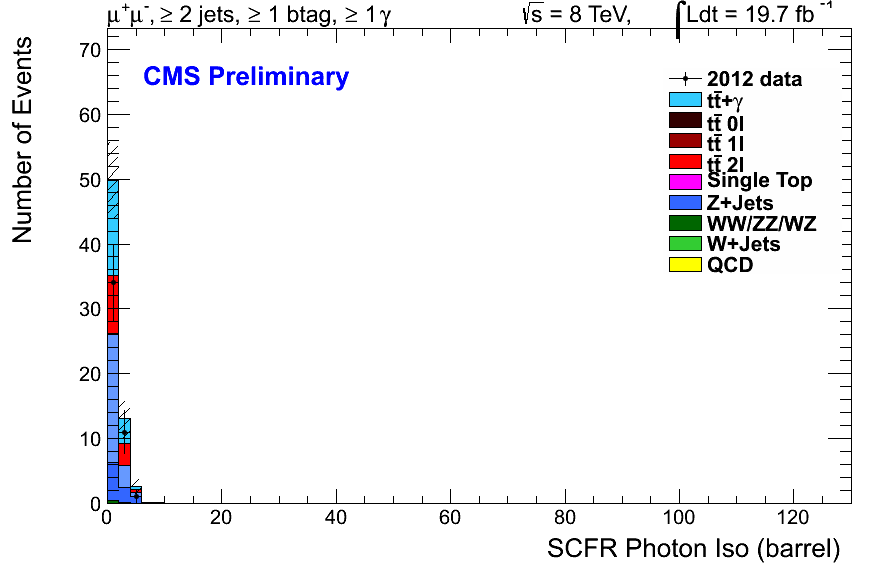 μ⁺μ⁻, ≥ 2 jets, ≥ 1 btag, ≥ 1 γ
√s = 8 TeV, ∫Ldt = 19.7 fb⁻¹
CMS Preliminary
2012 data
tt̄+γ
tt̄ 0l
tt̄ 1l
tt̄ 2l
Single Top
Z+Jets
WW/ZZ/WZ
W+Jets
QCD
Number of Events
70
60
50
40
30
20
10
0
0 20 40 60 80 100 120
SCFR Photon Iso (barrel)